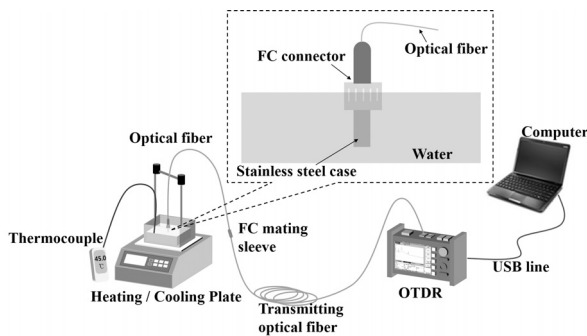 Optical fiber
FC connector
Computer
Optical fiber
Water
Stainless steel case
Thermocouple
FC mating
sleeve
45.0
℃
USB line
Heating / Cooling Plate
OTDR
Transmitting
optical fiber